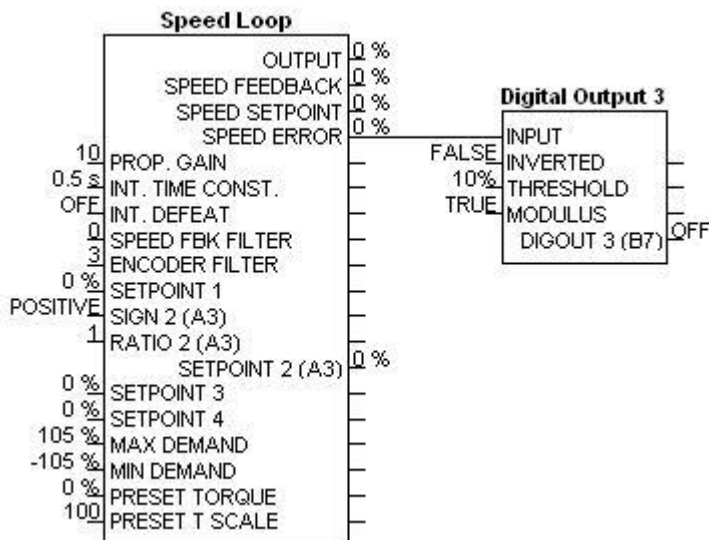 Speed Loop
OUTPUT 0 %
SPEED FEEDBACK 0 %
SPEED SETPOINT 0 %
SPEED ERROR 0 %
10 PROP. GAIN
0.5 s INT. TIME CONST.
OFF INT. DEFEAT
0 SPEED FBK FILTER
3 ENCODER FILTER
0 % SETPOINT 1
POSITIVE SIGN 2 (A3)
1 RATIO 2 (A3)
SETPOINT 2 (A3) 0 %
0 % SETPOINT 3
0 % SETPOINT 4
105 % MAX DEMAND
-105 % MIN DEMAND
0 % PRESET TORQUE
100 PRESET T SCALE
Digital Output 3
INPUT
FALSE INVERTED
10% THRESHOLD
TRUE MODULUS
DIGOUT 3 (B7) OFF